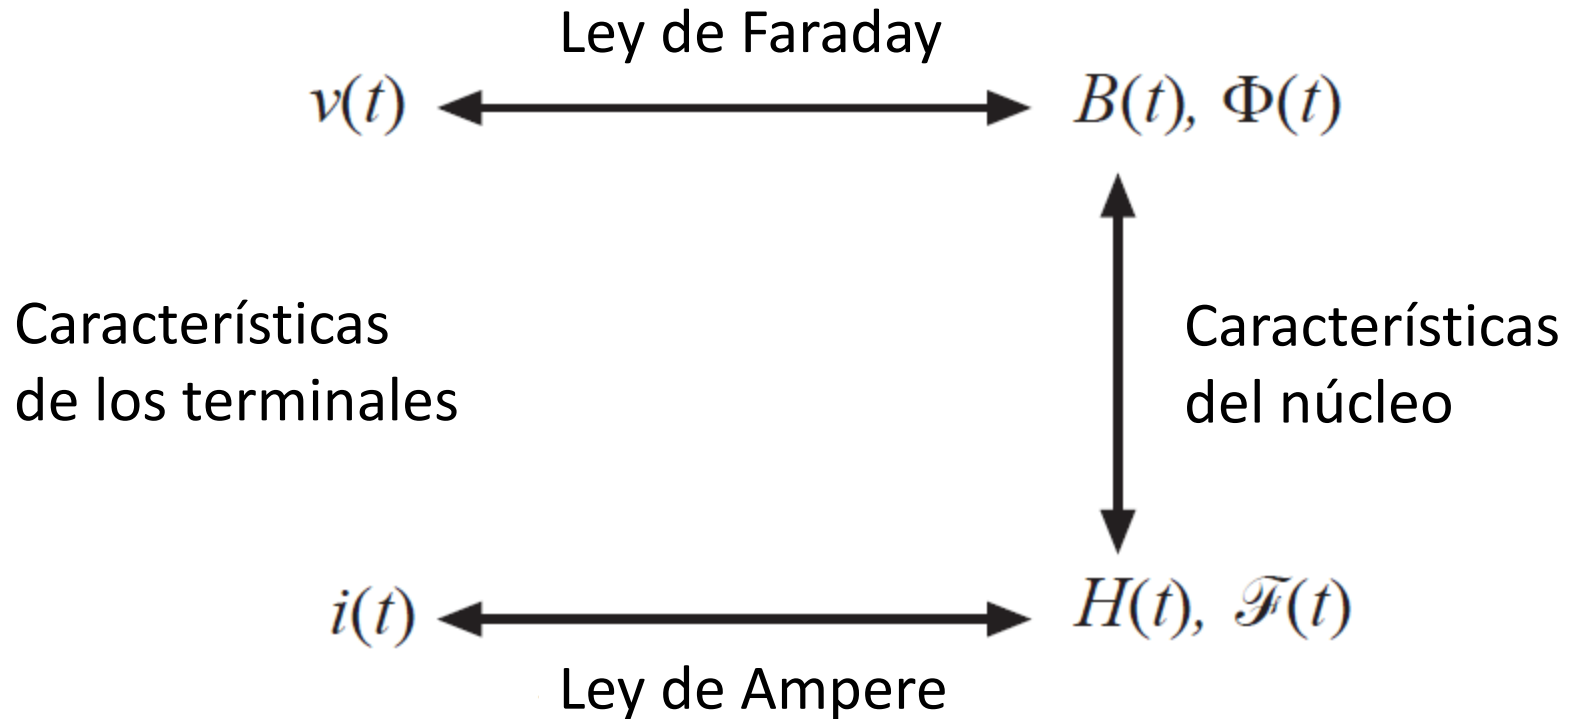 Ley de Faraday
v(t) B(t), Φ(t)
Características
de los terminales
Características
del núcleo
i(t) H(t), ℱ(t)
Ley de Ampere